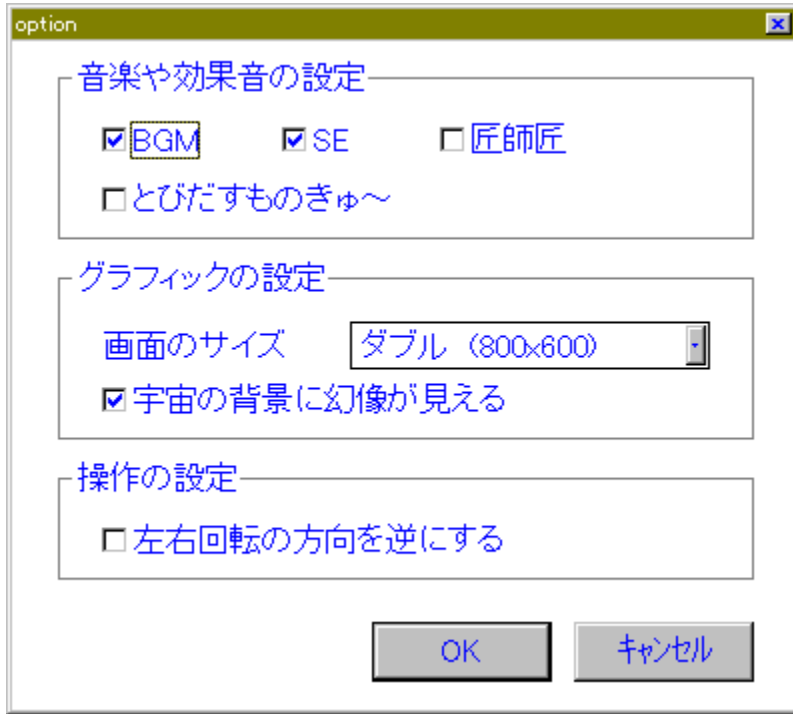 option
音楽や効果音の設定
BGM SE 匠師匠
とびだすものきゅ～
グラフィックの設定
画面のサイズ ダブル (800x600)
宇宙の背景に幻像が見える
操作の設定
左右回転の方向を逆にする
OK キャンセル